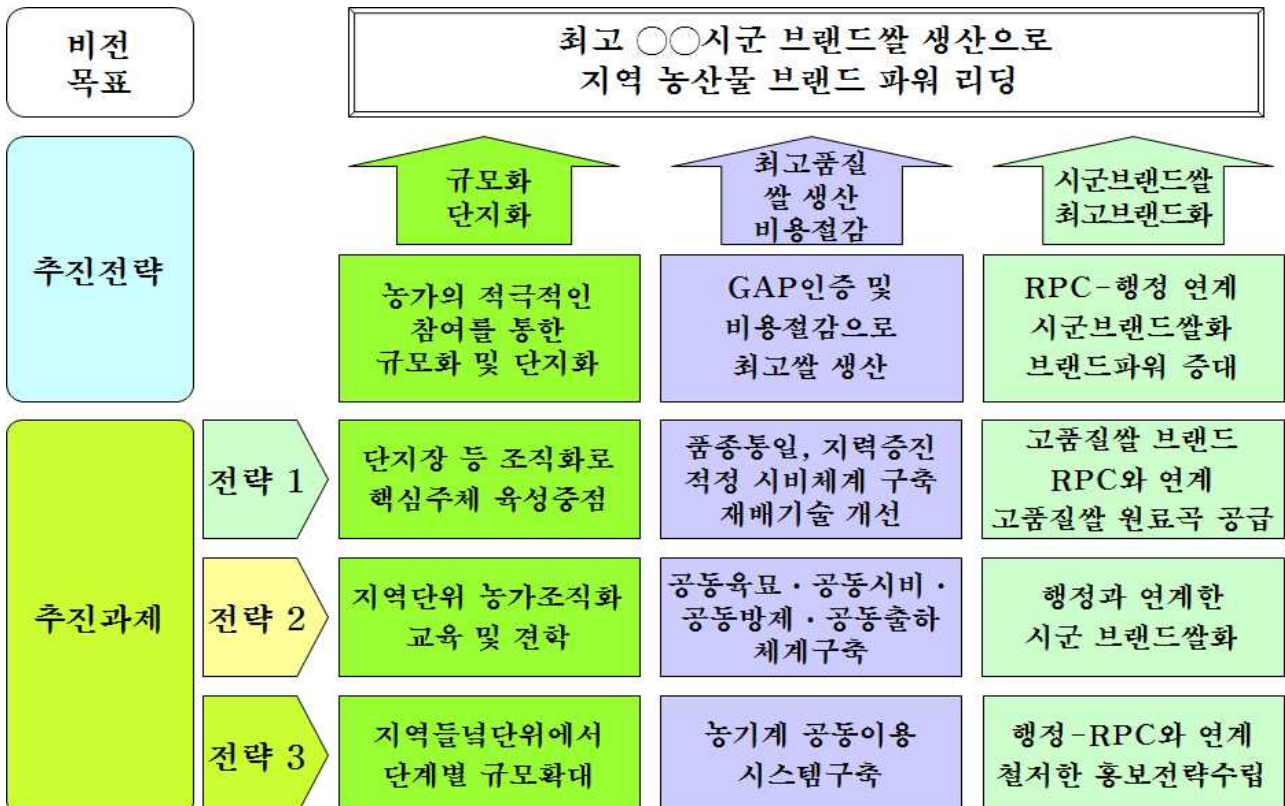 비전
목표
최고 ○○시군 브랜드쌀 생산으로
지역 농산물 브랜드 파워 리딩
추진전략
규모화
단지화
최고품질
쌀 생산
비용절감
시군브랜드쌀
최고브랜드화
농가의 적극적인
참여를 통한
규모화 및 단지화
GAP인증 및
비용절감으로
최고쌀 생산
RPC-행정 연계
시군브랜드쌀화
브랜드파워 증대
추진과제
전략 1
단지장 등 조직화로
핵심주체 육성중점
품종통일, 지력증진
적정 시비체계 구축
재배기술 개선
고품질쌀 브랜드
RPC와 연계
고품질쌀 원료곡 공급
전략 2
지역단위 농가조직화
교육 및 견학
공동육묘·공동시비·
공동방제·공동출하
체계구축
행정과 연계한
시군 브랜드쌀화
전략 3
지역들녘단위에서
단계별 규모확대
농기계 공동이용
시스템구축
행정-RPC와 연계
철저한 홍보전략수립